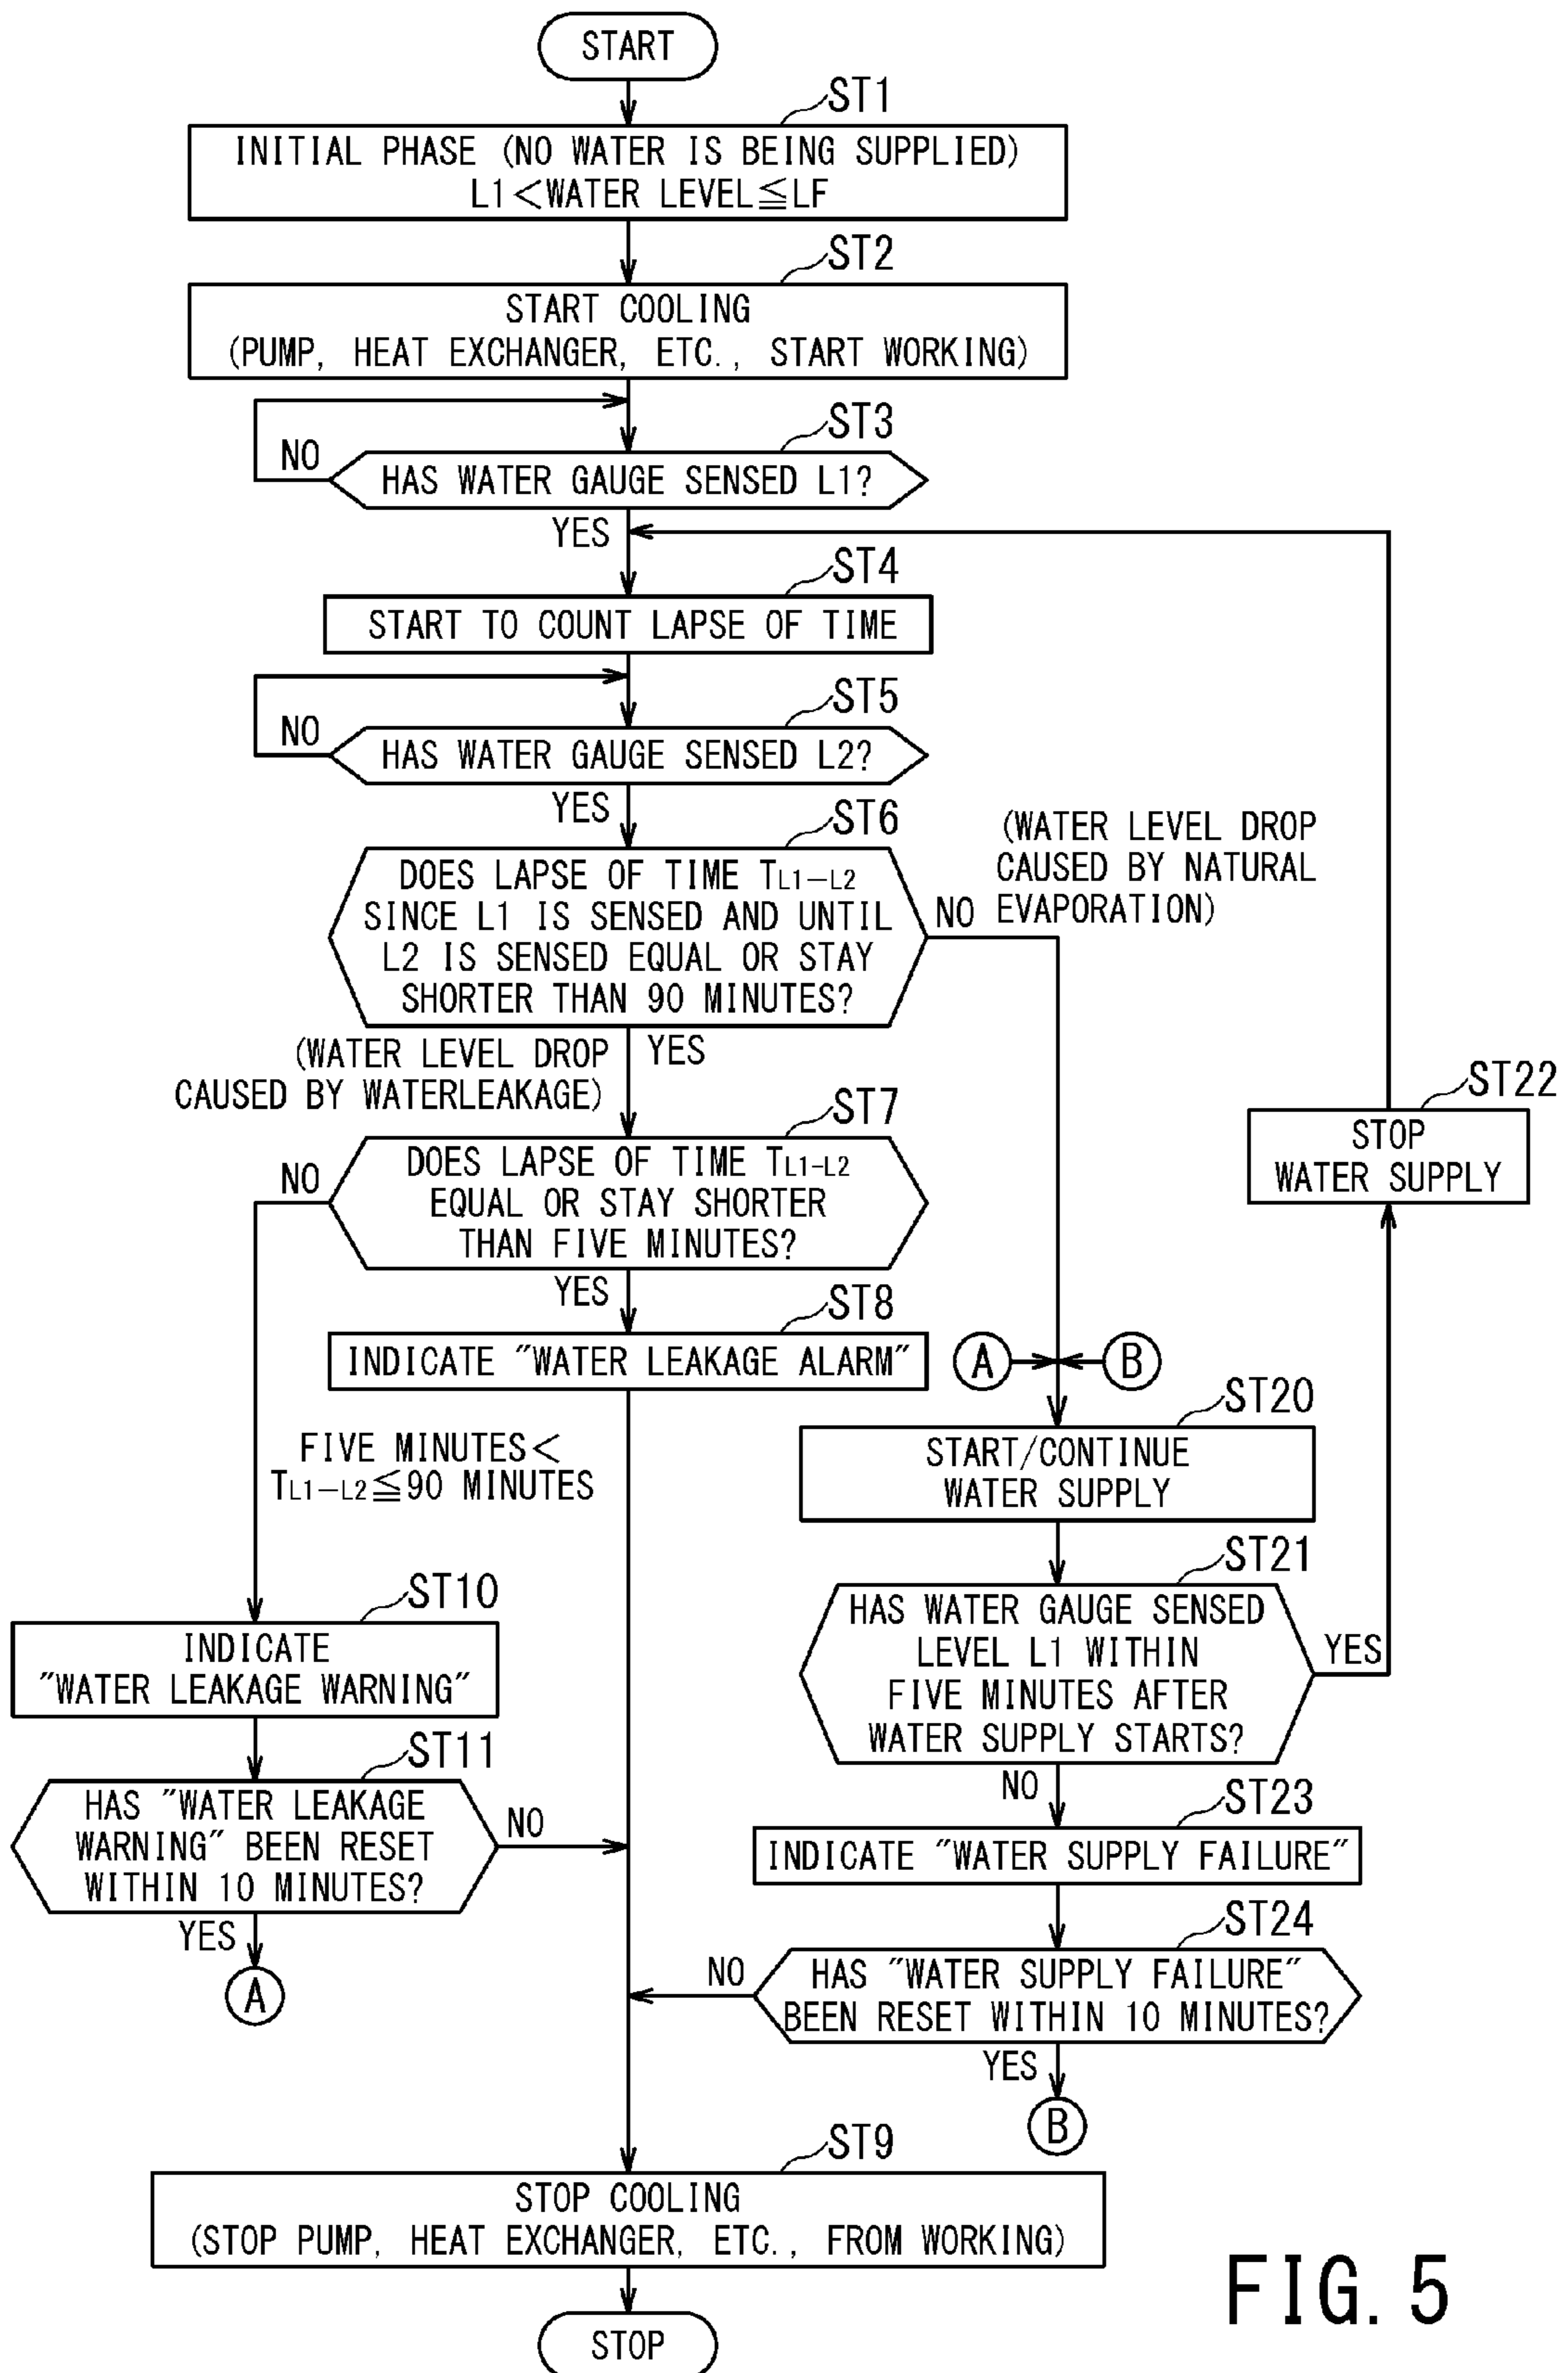 START
ST1
INITIAL PHASE (NO WATER IS BEING SUPPLIED)
L1<WATER LEVEL≦LF
ST2
START COOLING
(PUMP, HEAT EXCHANGER, ETC., START WORKING)
ST3
NO
HAS WATER GAUGE SENSED L1?
YES
ST4
START TO COUNT LAPSE OF TIME
ST5
NO
HAS WATER GAUGE SENSED L2?
YES
ST6
DOES LAPSE OF TIME TL1-L2
SINCE L1 IS SENSED AND UNTIL
L2 IS SENSED EQUAL OR STAY
SHORTER THAN 90 MINUTES?
NO
(WATER LEVEL DROP
CAUSED BY NATURAL
EVAPORATION)
(WATER LEVEL DROP
CAUSED BY WATERLEAKAGE)
YES
ST7
DOES LAPSE OF TIME TL1-L2
EQUAL OR STAY SHORTER
THAN FIVE MINUTES?
NO
YES
ST22
STOP
WATER SUPPLY
ST8
INDICATE "WATER LEAKAGE ALARM"
A
B
FIVE MINUTES<
TL1-L2≦90 MINUTES
ST20
START/CONTINUE
WATER SUPPLY
ST21
HAS WATER GAUGE SENSED
LEVEL L1 WITHIN
FIVE MINUTES AFTER
WATER SUPPLY STARTS?
YES
NO
ST10
INDICATE
"WATER LEAKAGE WARNING"
ST11
HAS "WATER LEAKAGE
WARNING" BEEN RESET
WITHIN 10 MINUTES?
NO
YES
A
ST23
INDICATE "WATER SUPPLY FAILURE"
ST24
NO
HAS "WATER SUPPLY FAILURE"
BEEN RESET WITHIN 10 MINUTES?
YES
B
ST9
STOP COOLING
(STOP PUMP, HEAT EXCHANGER, ETC., FROM WORKING)
STOP
FIG. 5